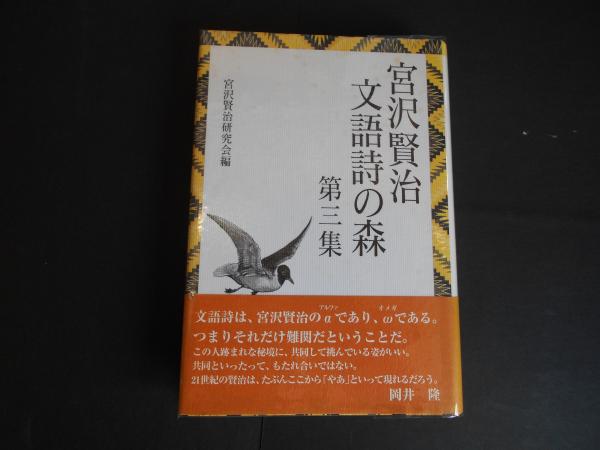 宮沢賢治
文語詩の森
第三集
宮沢賢治研究会編
文語詩は、宮沢賢治のαアルファであり、ωオメガである。
つまりそれだけ難関だということだ。
この人跡まれな秘境に、共同して挑んでいる姿がいい。
共同といったって、もたれ合いではない。
21世紀の賢治は、たぶんここから「やあ」といって現れるだろう。
岡井 隆